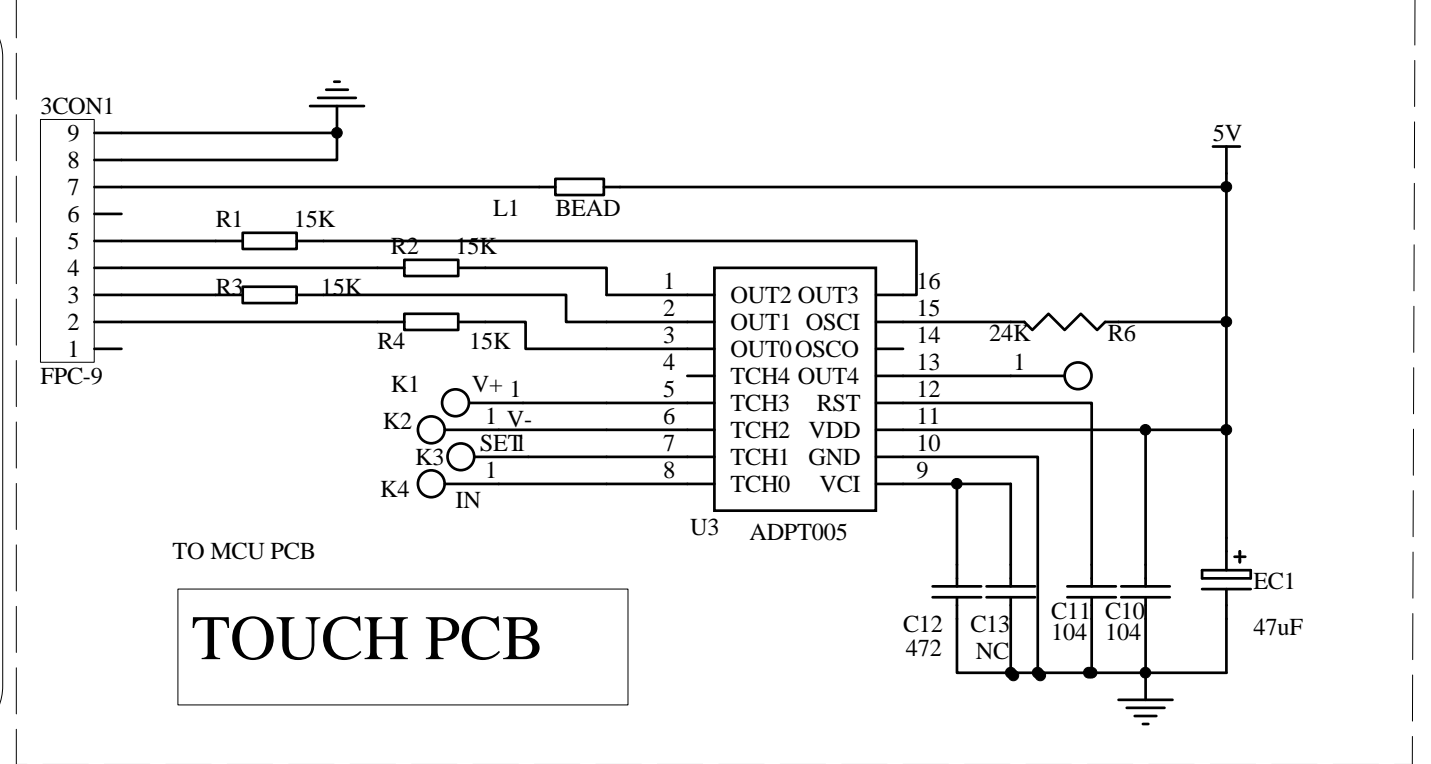 3CON1
9
8
7
6
5
4
3
2
1
FPC-9
5V
L1 BEAD
R1 15K
R2 15K
R3 15K
R4 15K
1 OUT2 OUT3 16
2 OUT1 OSCI 15
3 OUT0 OSCO 14
4 TCH4 OUT4 13
5 TCH3 RST 12
6 TCH2 VDD 11
7 TCH1 GND 10
8 TCH0 VCI 9
U3 ADPT005
24K R6
1
K1 V+ 1
K2 1 V-
K3 SET1
K4 1
IN
TO MCU PCB
TOUCH PCB
C12
472
C13
NC
C11
104
C10
104
+
EC1
47uF